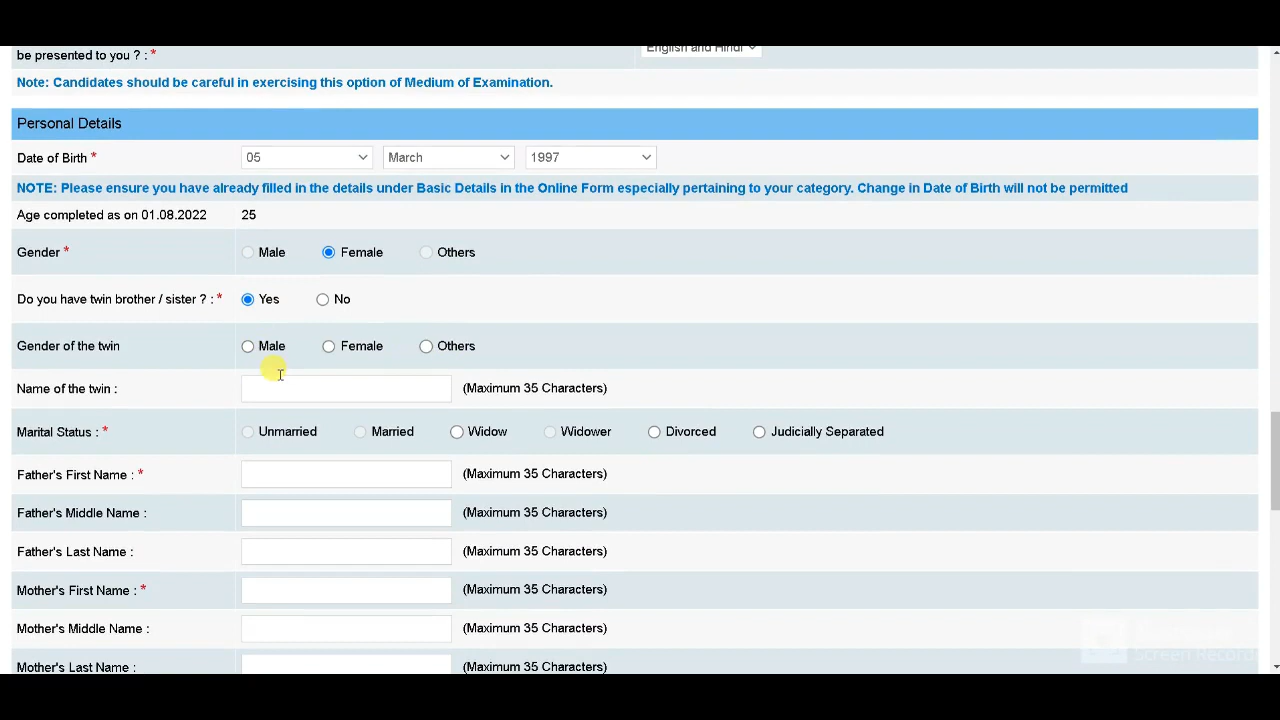 be presented to you ? : *
English and Hindi
Note: Candidates should be careful in exercising this option of Medium of Examination.
Personal Details
Date of Birth * 05 March 1997
NOTE: Please ensure you have already filled in the details under Basic Details in the Online Form especially pertaining to your category. Change in Date of Birth will not be permitted
Age completed as on 01.08.2022 25
Gender * Male Female Others
Do you have twin brother / sister ? : * Yes No
Gender of the twin Male Female Others
Name of the twin : (Maximum 35 Characters)
Marital Status : * Unmarried Married Widow Widower Divorced Judicially Separated
Father's First Name : * (Maximum 35 Characters)
Father's Middle Name : (Maximum 35 Characters)
Father's Last Name : (Maximum 35 Characters)
Mother's First Name : * (Maximum 35 Characters)
Mother's Middle Name : (Maximum 35 Characters)
Mother's Last Name : (Maximum 35 Characters)